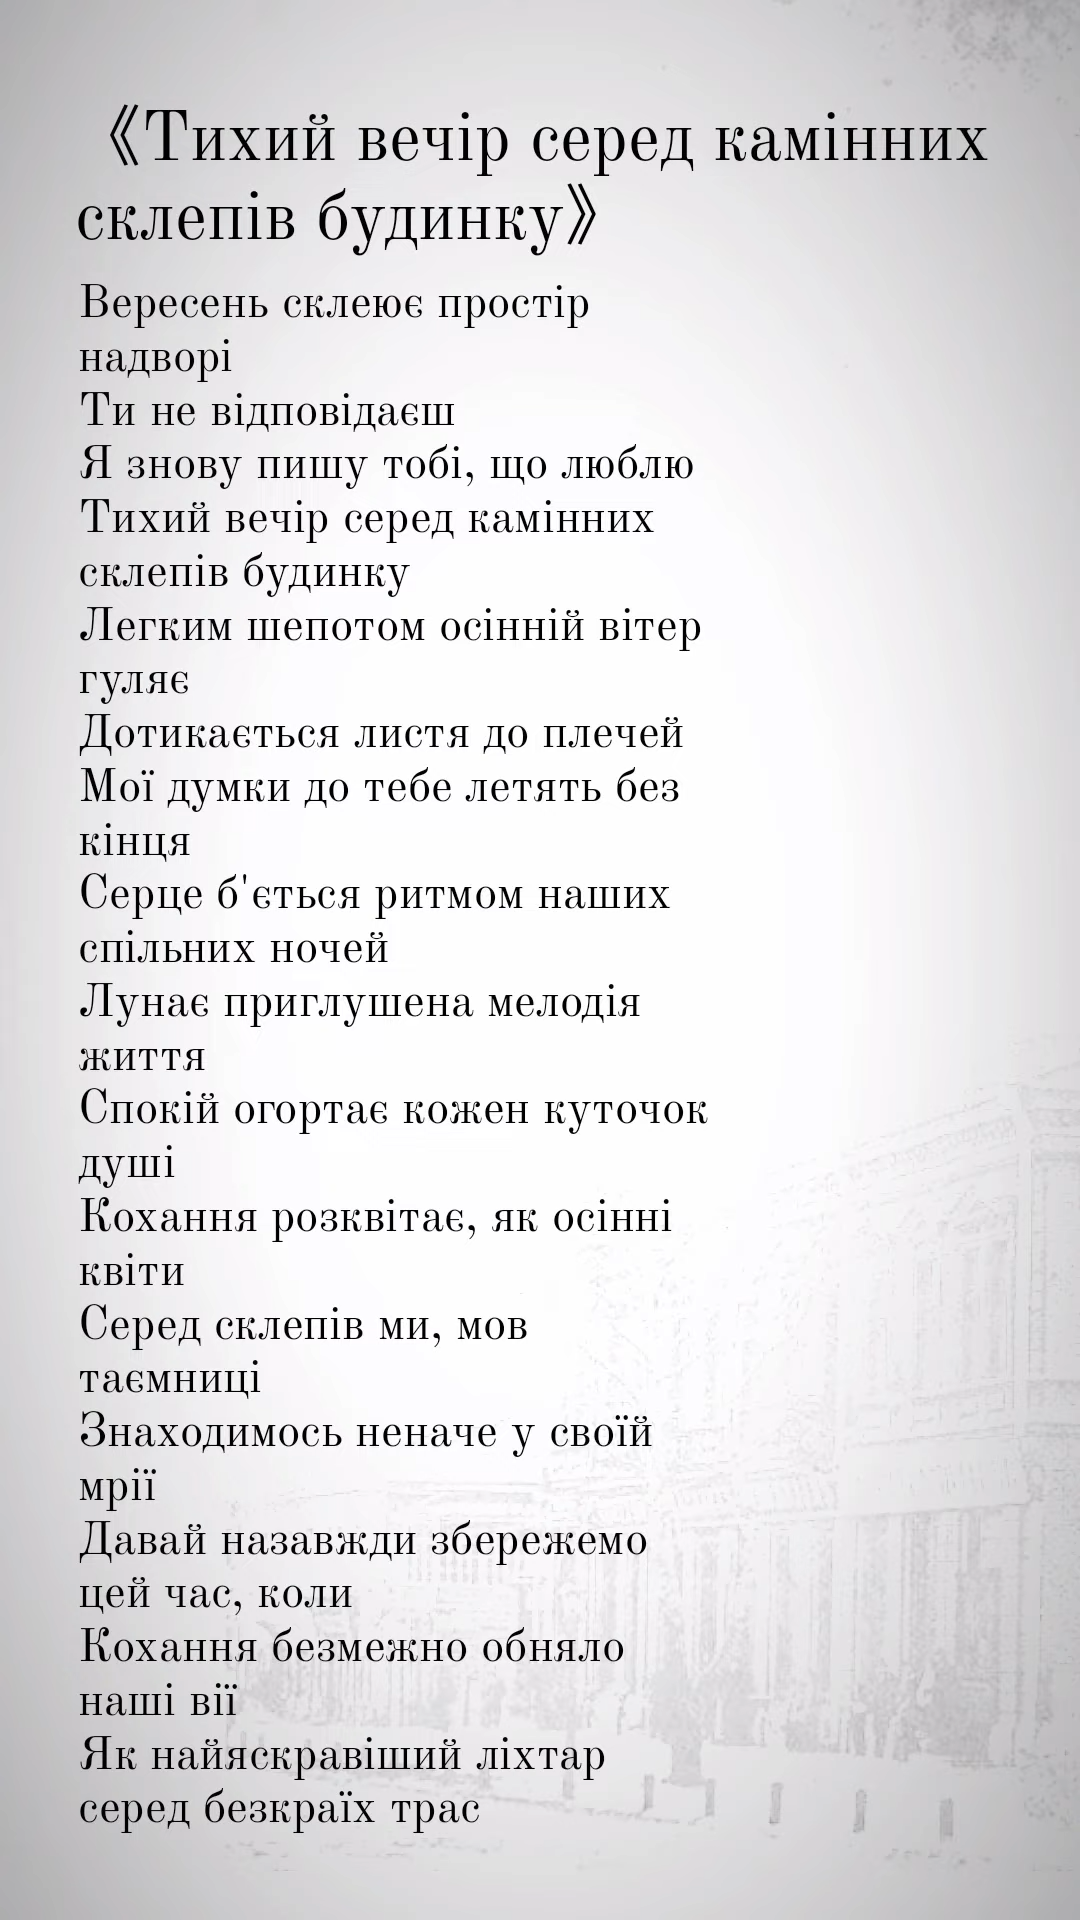 《Тихий вечір серед камінних
склепів будинку》
Вересень склеює простір
надворі
Ти не відповідаєш
Я знову пишу тобі, що люблю
Тихий вечір серед камінних
склепів будинку
Легким шепотом осінній вітер
гуляє
Дотикається листя до плечей
Мої думки до тебе летять без
кінця
Серце б'ється ритмом наших
спільних ночей
Лунає приглушена мелодія
життя
Спокій огортає кожен куточок
душі
Кохання розквітає, як осінні
квіти
Серед склепів ми, мов
таємниці
Знаходимось неначе у своїй
мрії
Давай назавжди збережемо
цей час, коли
Кохання безмежно обняло
наші вії
Як найяскравіший ліхтар
серед безкраїх трас